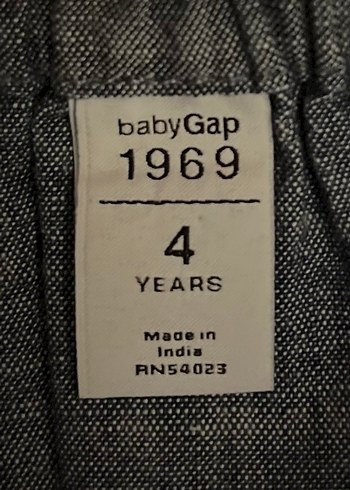 babyGap
1969
4
YEARS
Made in
India
RN54023